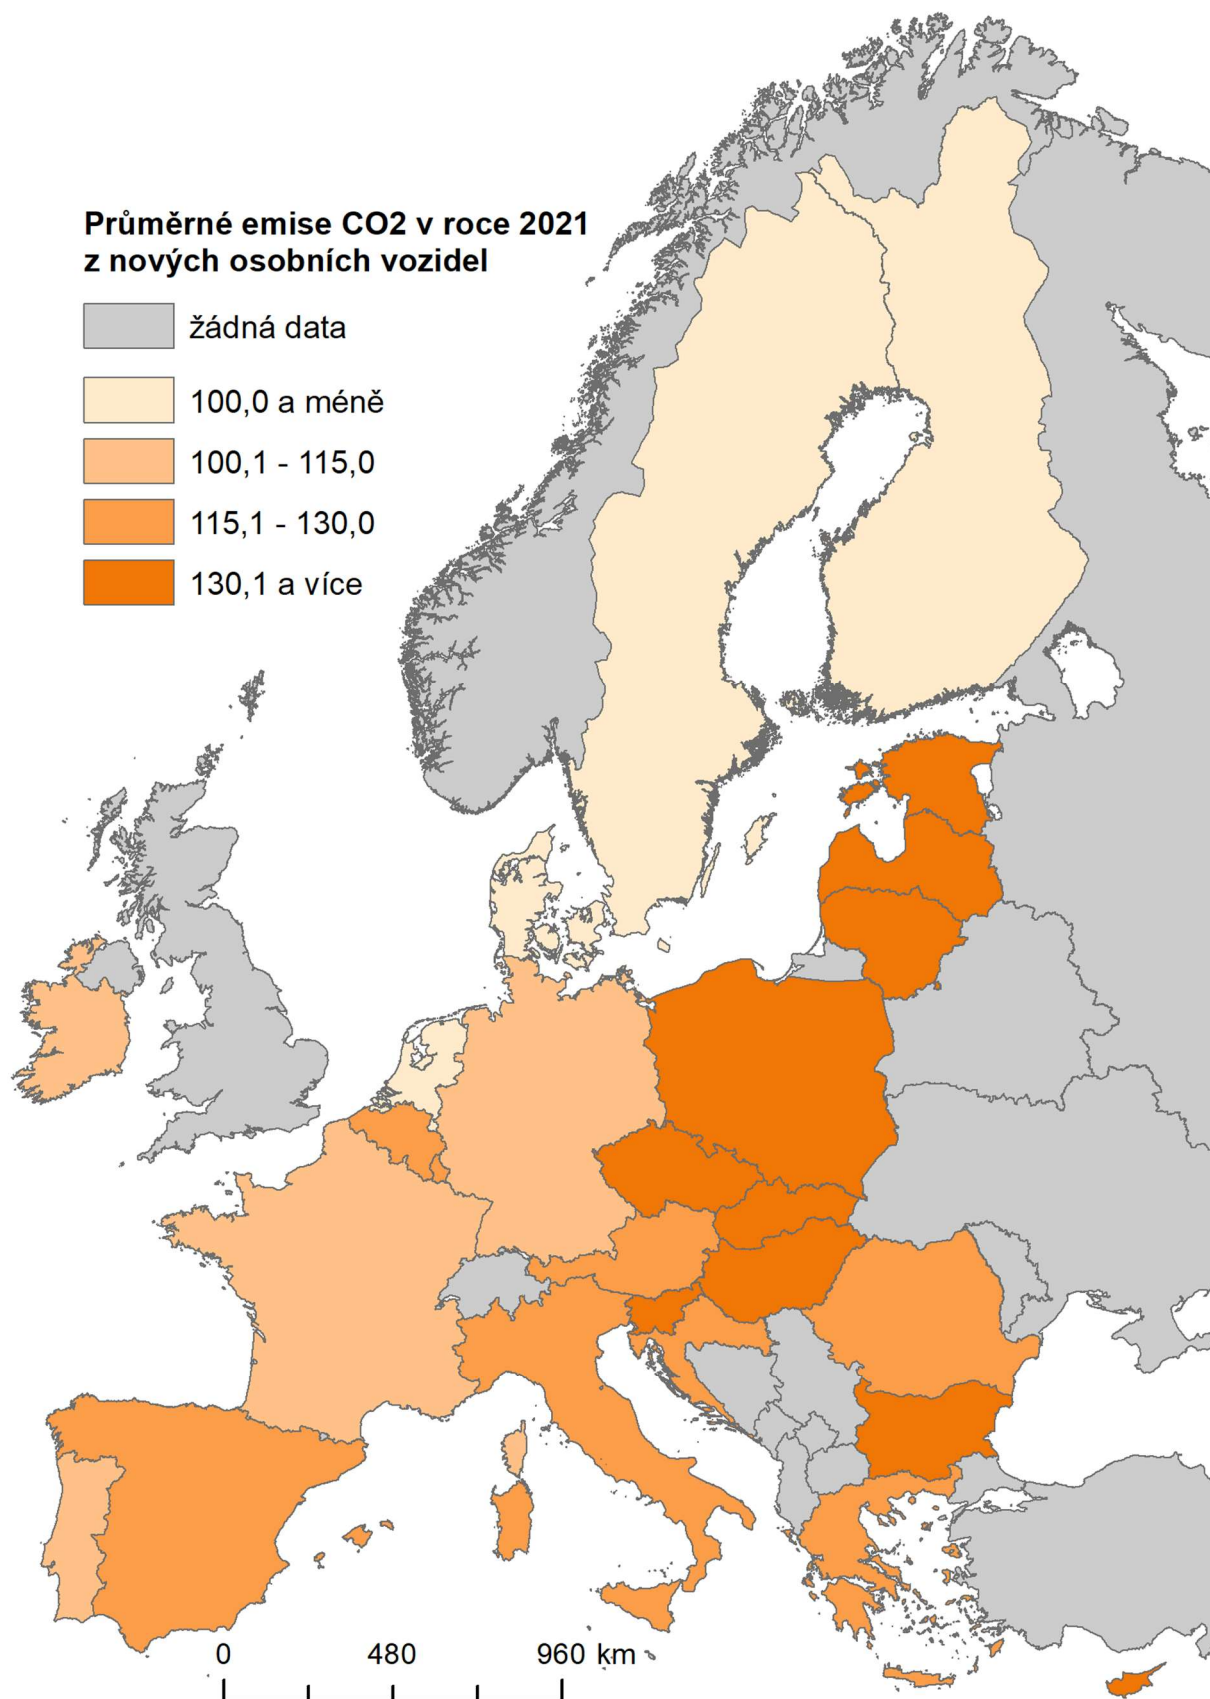 Průměrné emise CO2 v roce 2021
z nových osobních vozidel
žádná data
100,0 a méně
100,1 - 115,0
115,1 - 130,0
130,1 a více
0 480 960 km